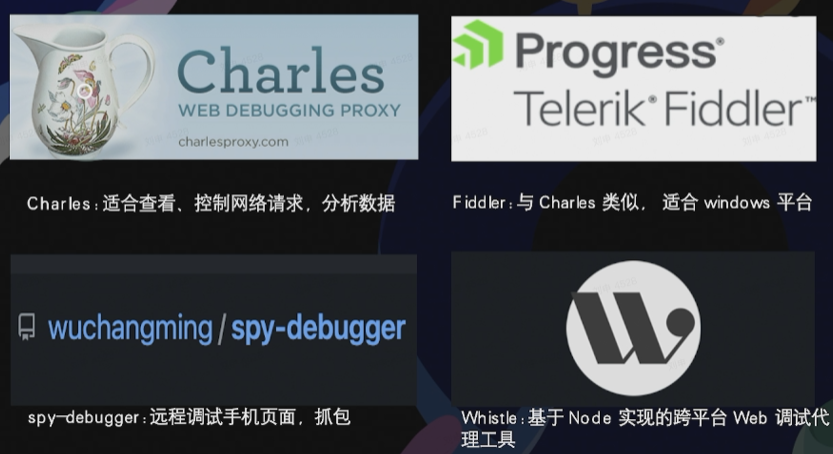 Charles
WEB DEBUGGING PROXY
charlesproxy.com
Progress®
Telerik® Fiddler™
Charles:适合查看、控制网络请求，分析数据
Fiddler:与 Charles 类似， 适合 windows 平台
wuchangming/spy-debugger
W
spy-debugger:远程调试手机页面，抓包
Whistle:基于 Node 实现的跨平台 Web 调试代
理工具